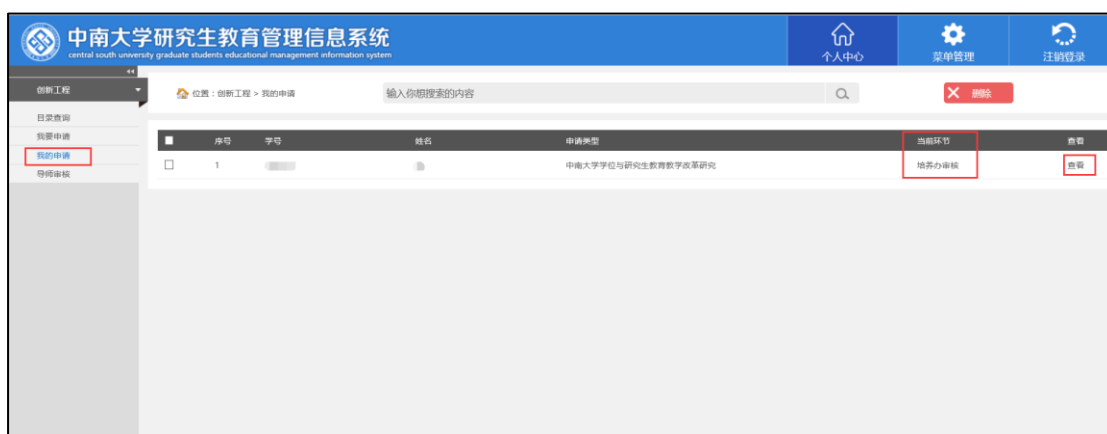 中南大学研究生教育管理信息系统
central south university graduate students educational management information system
个人中心
菜单管理
注销登录
创新工程
位置：创新工程 > 我的申请
输入你想搜索的内容
删除
目录查询
我要申请
我的申请
导师审核
序号 学号 姓名 申请类型 当前环节 查看
1 中南大学学位与研究生教育教学改革研究 培养办审核 查看